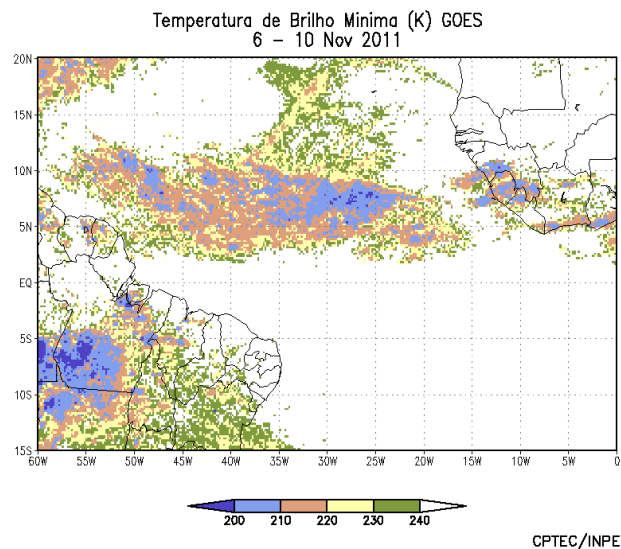 Temperatura de Brilho Minima (K) GOES
6 – 10 Nov 2011
20N
15N
10N
5N
EQ
5S
10S
15S
60W 55W 50W 45W 40W 35W 30W 25W 20W 15W 10W 5W 0
200 210 220 230 240
CPTEC/INPE